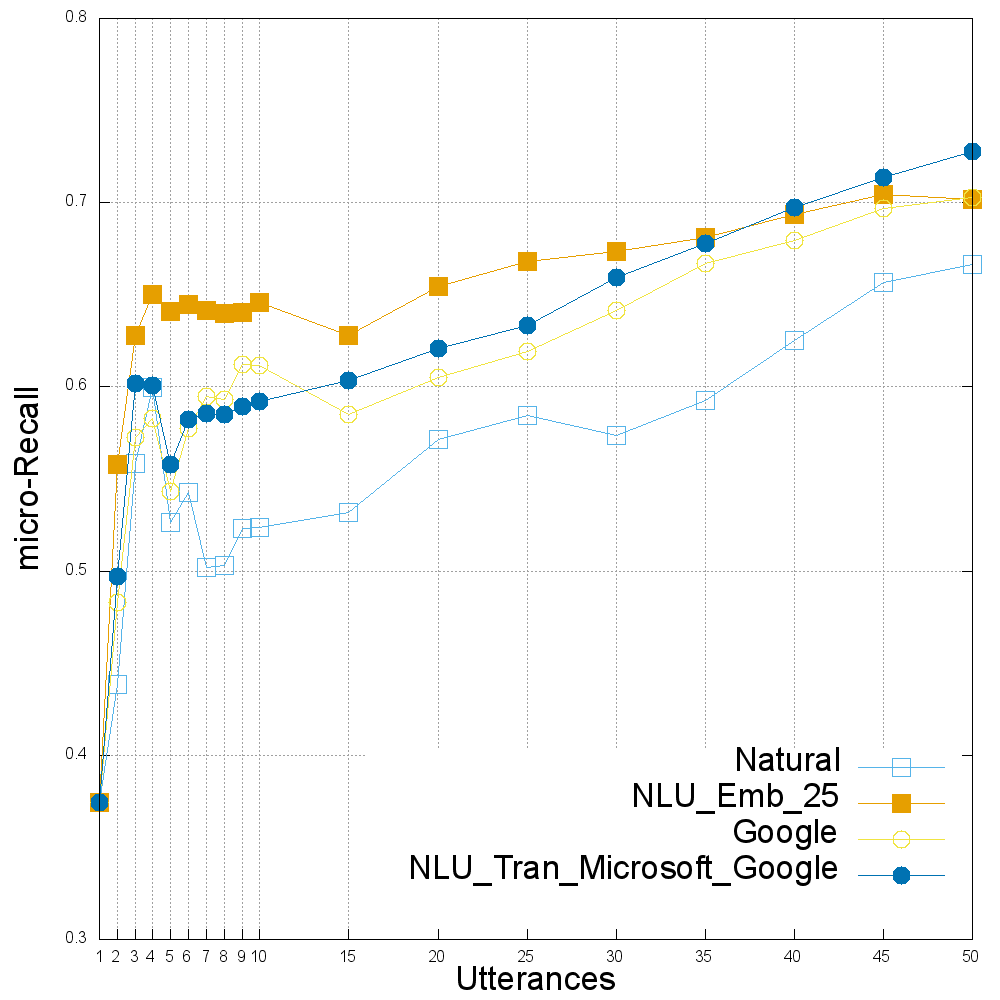 0.8
0.7
0.6
0.5
0.4
0.3
micro-Recall
Natural
NLU_Emb_25
Google
NLU_Tran_Microsoft_Google
1 2 3 4 5 6 7 8 9 10 15 20 25 30 35 40 45 50
Utterances